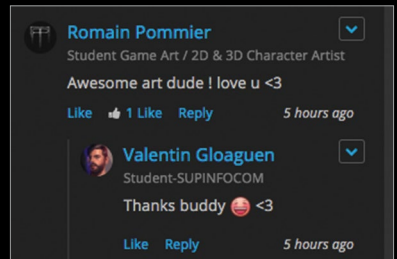 Romain Pommier
Student Game Art / 2D & 3D Character Artist
Awesome art dude ! love u <3
Like 1 Like Reply 5 hours ago
Valentin Gloaguen
Student-SUPINFOCOM
Thanks buddy 😆 <3
Like Reply 5 hours ago